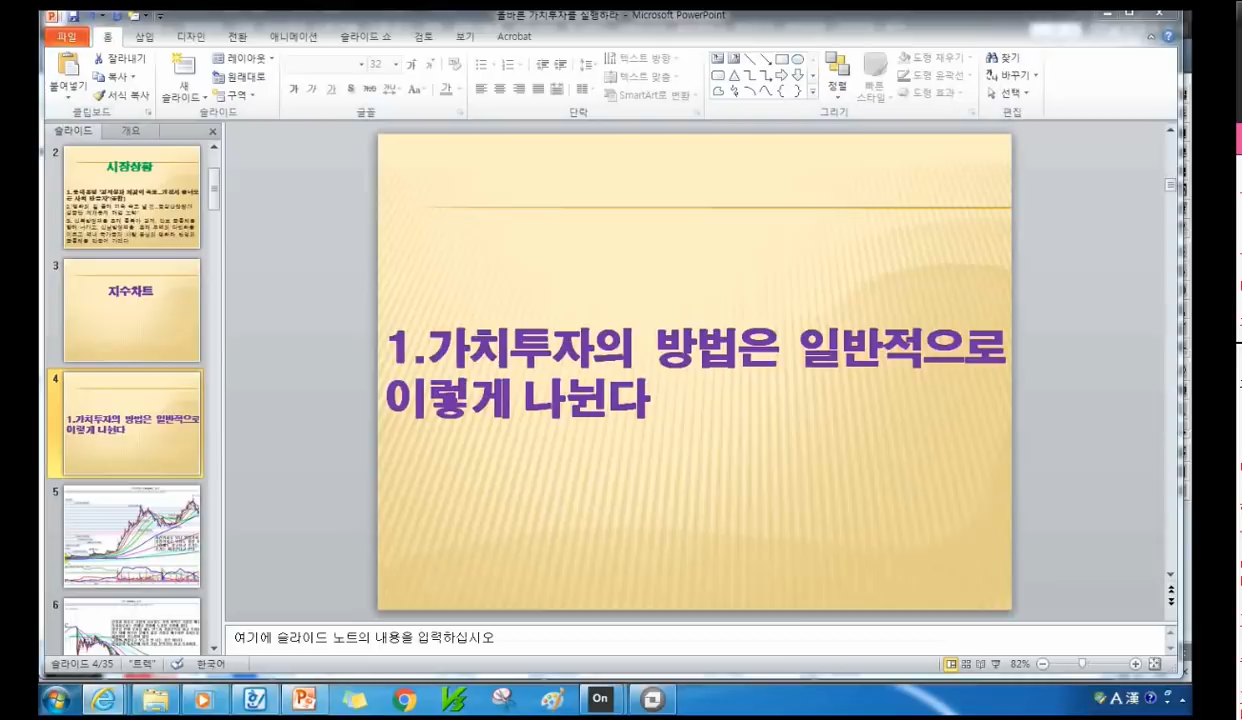 올바른 가치투자를 실행하라 - Microsoft PowerPoint
파일 홈 삽입 디자인 전환 애니메이션 슬라이드 쇼 검토 보기 Acrobat
붙여넣기 잘라내기 복사 서식 복사
클립보드
새 슬라이드 레이아웃 원래대로 구역
슬라이드
32
가 가 가 S abc 가 Aa 가
글꼴
텍스트 방향
텍스트 맞춤
SmartArt로 변환
단락
정렬 빠른 스타일 도형 채우기 도형 윤곽선 도형 효과
그리기
찾기
바꾸기
선택
편집
슬라이드 개요
2
시장상황
3
지수차트
4
1.가치투자의 방법은 일반적으로
이렇게 나뉜다
5
6
1.가치투자의 방법은 일반적으로
이렇게 나뉜다
여기에 슬라이드 노트의 내용을 입력하십시오
슬라이드 4/35 "트렉" 한국어 82%
On
A 漢